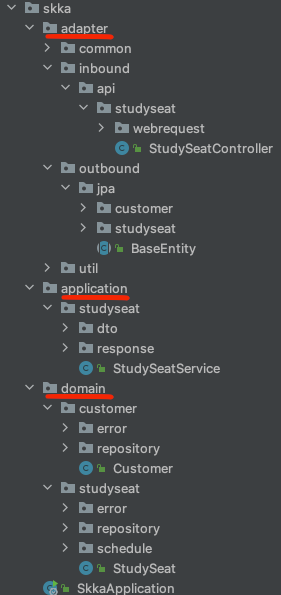 skka
adapter
common
inbound
api
studyseat
webrequest
StudySeatController
outbound
jpa
customer
studyseat
BaseEntity
util
application
studyseat
dto
response
StudySeatService
domain
customer
error
repository
Customer
studyseat
error
repository
schedule
StudySeat
SkkaApplication